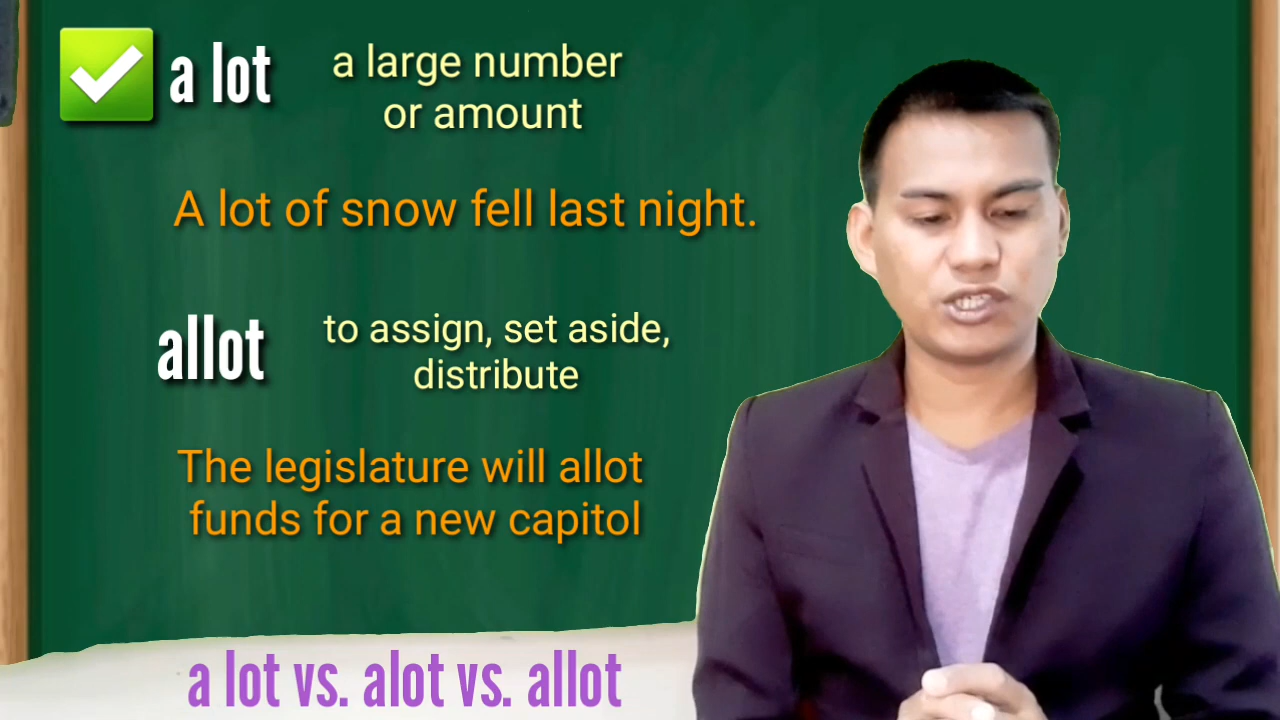 a lot
a large number
or amount
A lot of snow fell last night.
allot
to assign, set aside,
distribute
The legislature will allot
funds for a new capitol
a lot vs. alot vs. allot